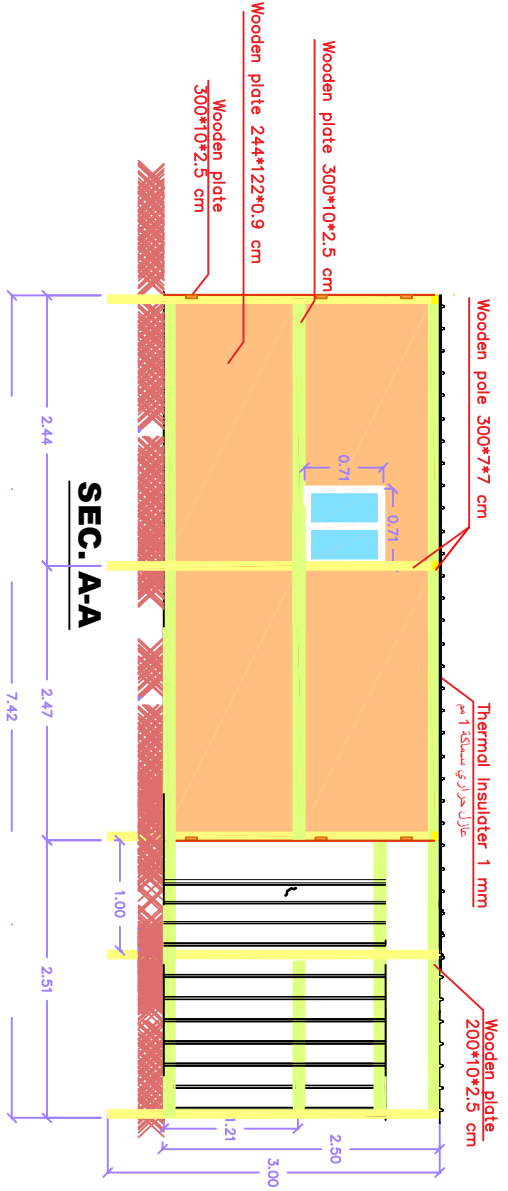 Wooden pole 300*7*7 cm
Thermal Insulater 1 mm
عازل حراري سماكة 1 مم
Wooden plate
200*10*2.5 cm
Wooden plate 300*10*2.5 cm
Wooden plate 244*122*0.9 cm
Wooden plate
300*10*2.5 cm
0.71
0.71
1.00
1.21
2.50
3.00
2.44
2.47
2.51
7.42
SEC. A-A